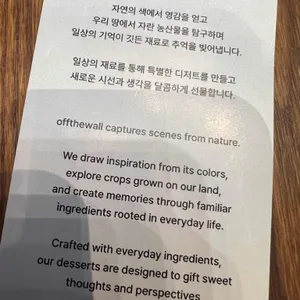 자연의 색에서 영감을 얻고
우리 땅에서 자란 농산물을 탐구하며
일상의 기억이 깃든 재료로 추억을 빚어냅니다.
일상의 재료를 통해 특별한 디저트를 만들고
새로운 시선과 생각을 달콤하게 선물합니다.
offthewall captures scenes from nature.
We draw inspiration from its colors,
explore crops grown on our land,
and create memories through familiar
ingredients rooted in everyday life.
Crafted with everyday ingredients,
our desserts are designed to gift sweet
thoughts and perspectives